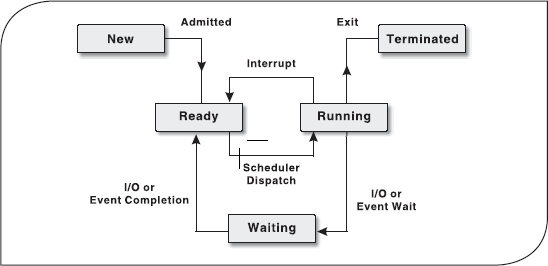 Admitted
Exit
New
Terminated
Interrupt
Ready
Running
Scheduler
Dispatch
I/O or
Event Completion
I/O or
Event Wait
Waiting